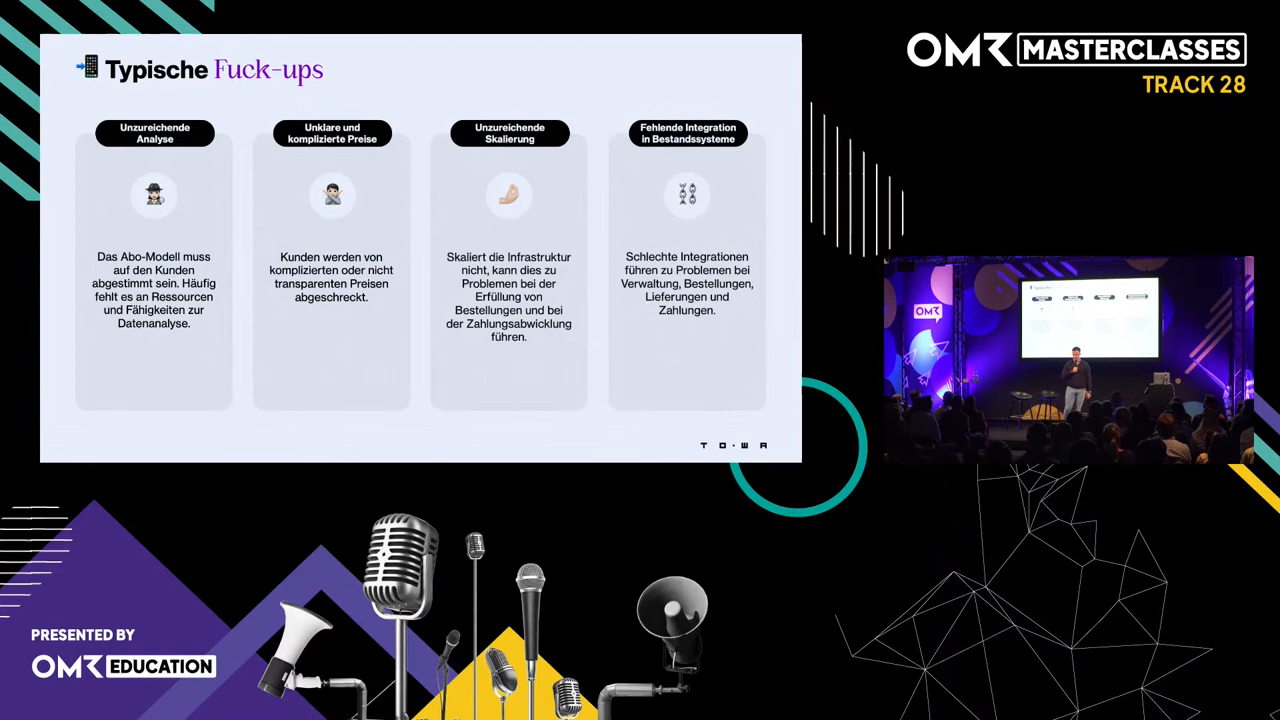 Typische Fuck-ups
Unzureichende
Analyse
Das Abo-Modell muss
auf den Kunden
abgestimmt sein. Häufig
fehlt es an Ressourcen
und Fähigkeiten zur
Datenanalyse.
Unklare und
komplizierte Preise
Kunden werden von
komplizierten oder nicht
transparenten Preisen
abgeschreckt.
Unzureichende
Skalierung
Skaliert die Infrastruktur
nicht, kann dies zu
Problemen bei der
Erfüllung von
Bestellungen und bei
der Zahlungsabwicklung
führen.
Fehlende Integration
in Bestandssysteme
Schlechte Integrationen
führen zu Problemen bei
Verwaltung, Bestellungen,
Lieferungen und
Zahlungen.
TO·WA
OMR MASTERCLASSES
TRACK 28
OMR
PRESENTED BY
OMR EDUCATION